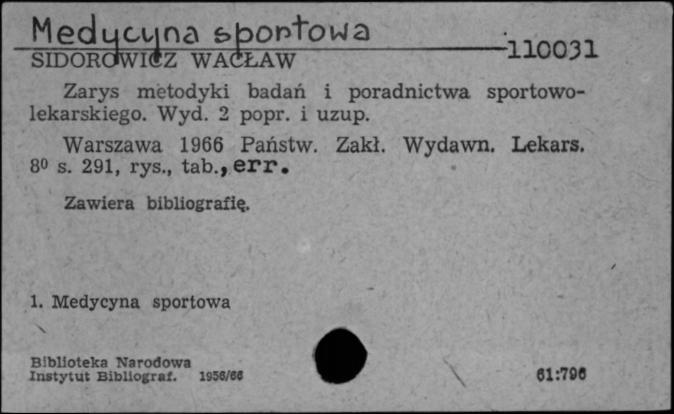 Medycyna sportowa
110031
SIDOROWICZ WACŁAW
Zarys metodyki badań i poradnictwa sportowo-
lekarskiego. Wyd. 2 popr. i uzup.
Warszawa 1966 Państw. Zakł. Wydawn. Lekars.
8⁰ s. 291, rys., tab., err.
Zawiera bibliografię.
1. Medycyna sportowa
Biblioteka Narodowa
Instytut Bibliograf. 1956/66
61:796